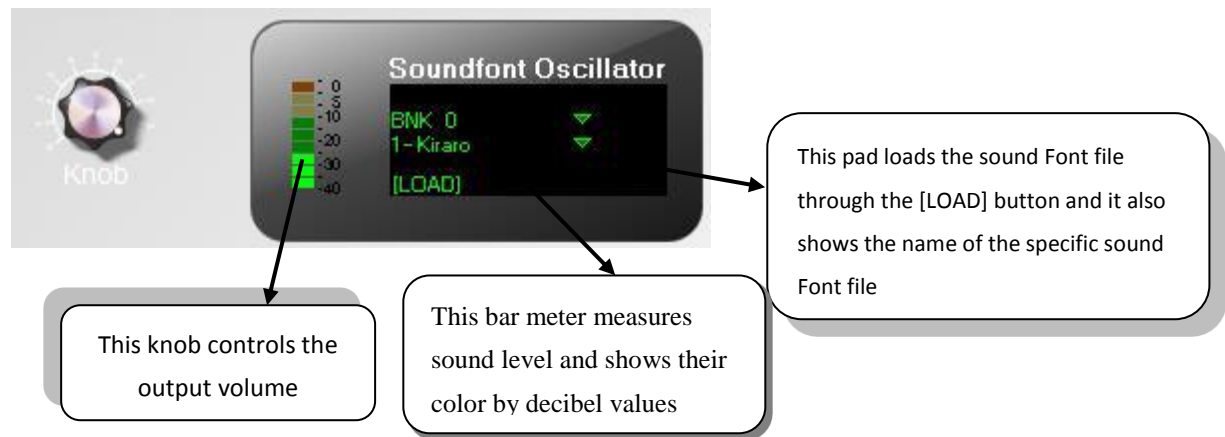 Soundfont Oscillator
0
-5
-10
-20
-30
-40
BNK 0
1-Kiraro
[LOAD]
Knob
This pad loads the sound Font file
through the [LOAD] button and it also
shows the name of the specific sound
Font file
This knob controls the
output volume
This bar meter measures
sound level and shows their
color by decibel values